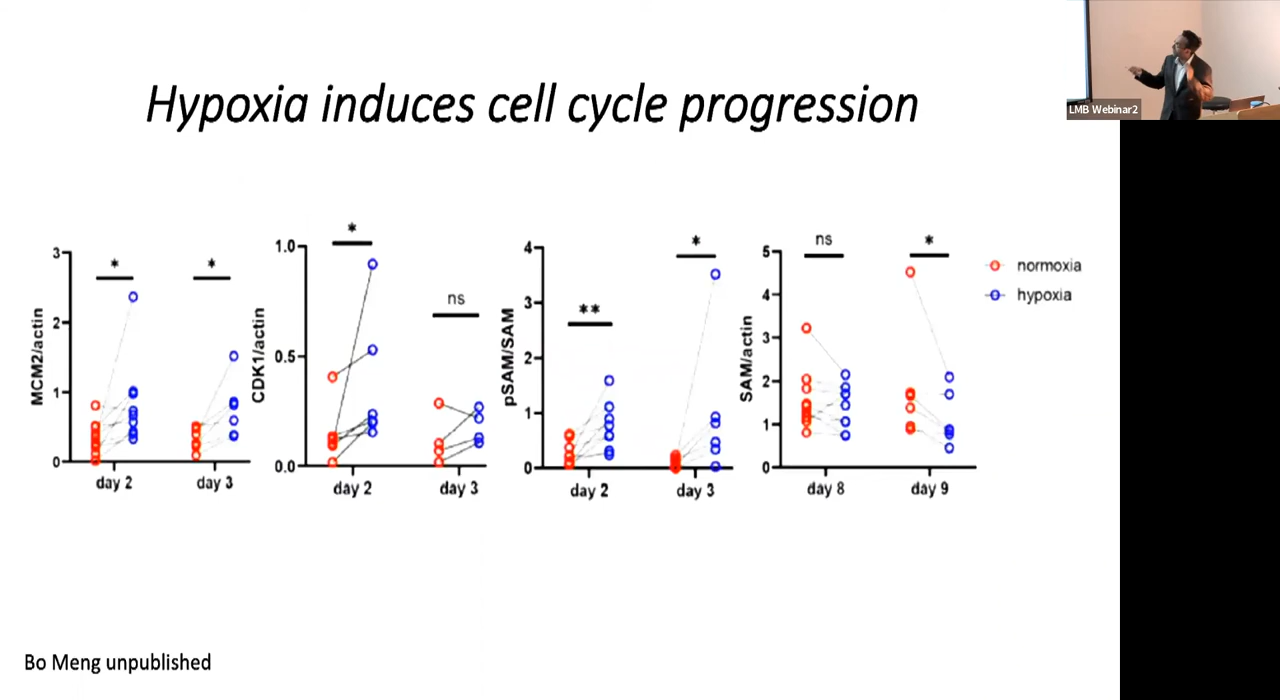 Hypoxia induces cell cycle progression
LMB Webinar2
MCM2/actin
3
2
1
0
*
*
day 2
day 3
CDK1/actin
1.0
0.5
0.0
*
ns
day 2
day 3
pSAM/SAM
4
3
2
1
0
**
*
day 2
day 3
SAM/actin
5
4
3
2
1
0
ns
*
day 8
day 9
normoxia
hypoxia
Bo Meng unpublished